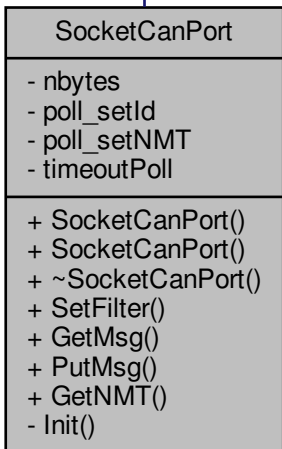 SocketCanPort
- nbytes
- poll_setId
- poll_setNMT
- timeoutPoll
+ SocketCanPort()
+ SocketCanPort()
+ ~SocketCanPort()
+ SetFilter()
+ GetMsg()
+ PutMsg()
+ GetNMT()
- Init()